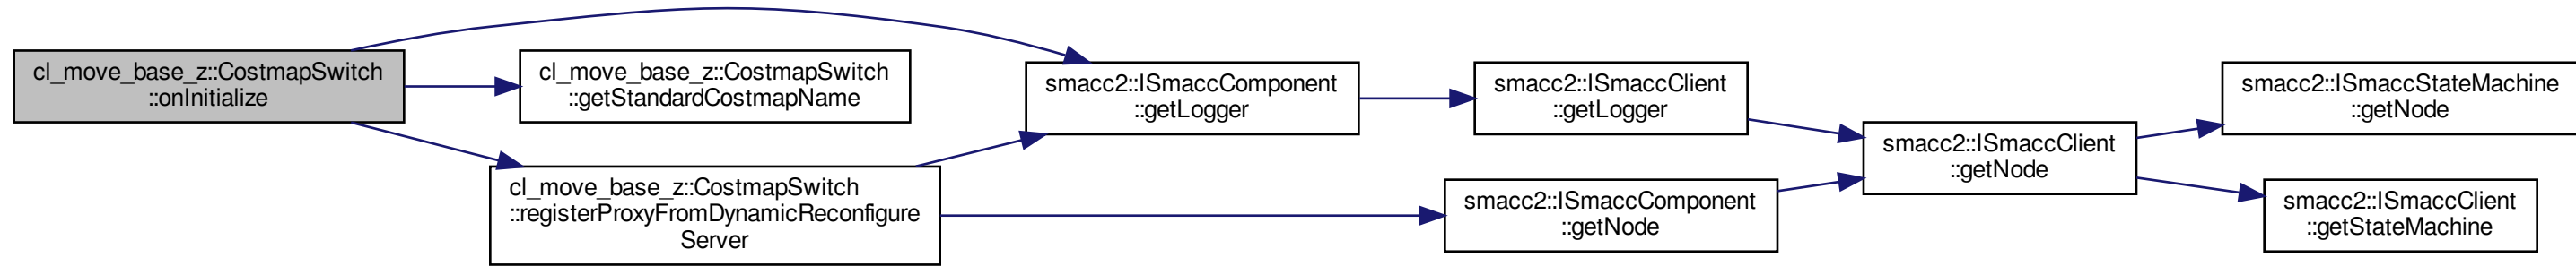 cl_move_base_z::CostmapSwitch
::onInitialize
cl_move_base_z::CostmapSwitch
::getStandardCostmapName
cl_move_base_z::CostmapSwitch
::registerProxyFromDynamicReconfigure
Server
smacc2::ISmaccComponent
::getLogger
smacc2::ISmaccClient
::getLogger
smacc2::ISmaccComponent
::getNode
smacc2::ISmaccClient
::getNode
smacc2::ISmaccStateMachine
::getNode
smacc2::ISmaccClient
::getStateMachine